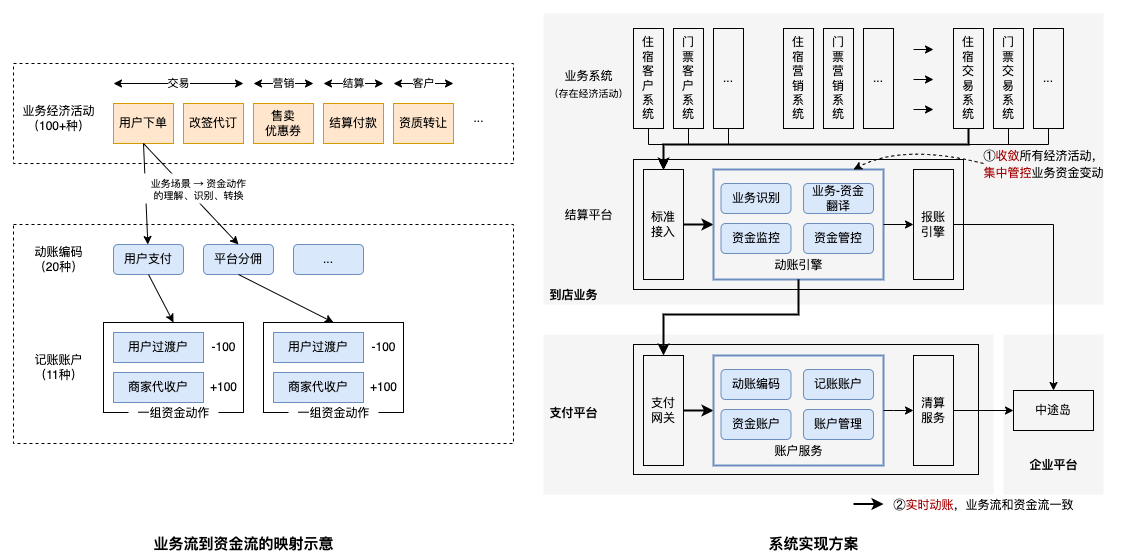 交易
营销
结算
客户
业务经济活动
（100+种）
用户下单
改签代订
售卖
优惠券
结算付款
资质转让
...
业务场景 → 资金动作
的理解、识别、转换
动账编码
（20种）
用户支付
平台分佣
...
记账账户
（11种）
用户过渡户
-100
商家代收户
+100
一组资金动作
用户过渡户
-100
商家代收户
+100
一组资金动作
业务流到资金流的映射示意
业务系统
（存在经济活动）
住宿客户系统
门票客户系统
...
住宿营销系统
门票营销系统
...
住宿交易系统
门票交易系统
...
①收敛所有经济活动，
集中管控业务资金变动
结算平台
标准
接入
业务识别
业务-资金
翻译
资金监控
资金管控
动账引擎
报账
引擎
到店业务
支付平台
支付
网关
动账编码
记账账户
资金账户
账户管理
账户服务
清算
服务
中途岛
企业平台
②实时动账，业务流和资金流一致
系统实现方案